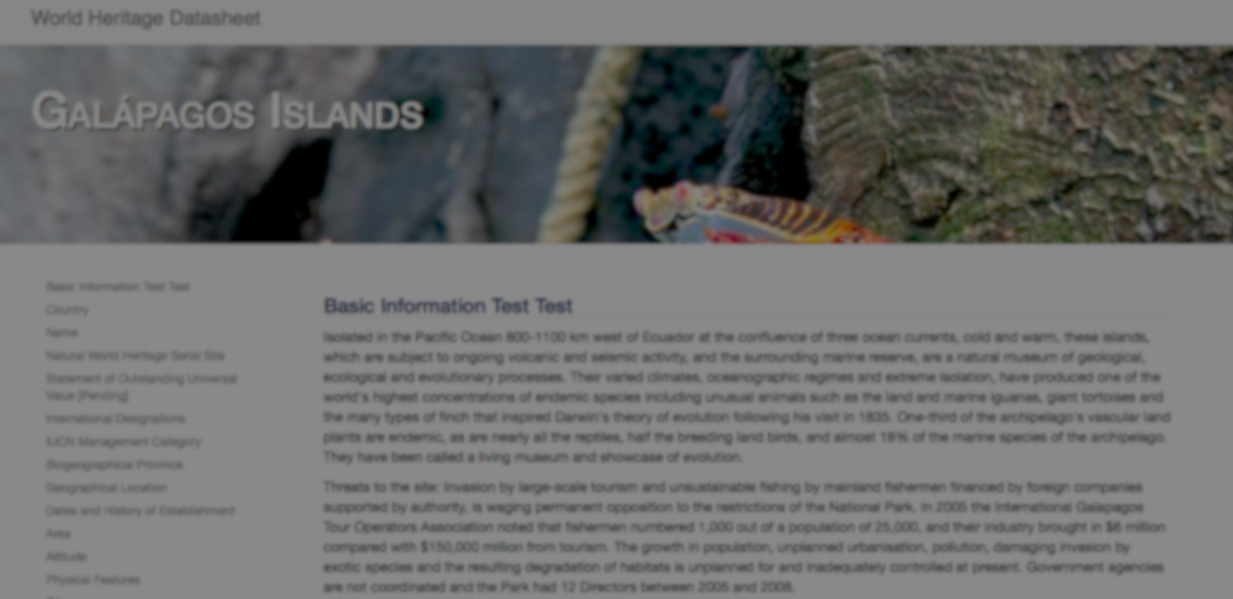 World Heritage Datasheet
GALÁPAGOS ISLANDS
Basic Information Test Test
Country
Name
Natural World Heritage Serial Site
Statement of Outstanding Universal
Value [Pending]
International Designations
IUCN Management Category
Biogeographical Province
Geographical Location
Dates and History of Establishment
Area
Altitude
Physical Features
Basic Information Test Test
Isolated in the Pacific Ocean 800-1100 km west of Ecuador at the confluence of three ocean currents, cold and warm, these islands,
which are subject to ongoing volcanic and seismic activity, and the surrounding marine reserve, are a natural museum of geological,
ecological and evolutionary processes. Their varied climates, oceanographic regimes and extreme isolation, have produced one of the
world's highest concentrations of endemic species including unusual animals such as the land and marine iguanas, giant tortoises and
the many types of finch that inspired Darwin's theory of evolution following his visit in 1835. One-third of the archipelago's vascular land
plants are endemic, as are nearly all the reptiles, half the breeding land birds, and almost 18% of the marine species of the archipelago.
They have been called a living museum and showcase of evolution.
Threats to the site: Invasion by large-scale tourism and unsustainable fishing by mainland fishermen financed by foreign companies
supported by authority, is waging permanent opposition to the restrictions of the National Park. In 2005 the International Galapagos
Tour Operators Association noted that fishermen numbered 1,000 out of a population of 25,000, and their industry brought in $6 million
compared with $150,000 million from tourism. The growth in population, unplanned urbanisation, pollution, damaging invasion by
exotic species and the resulting degradation of habitats is unplanned for and inadequately controlled at present. Government agencies
are not coordinated and the Park had 12 Directors between 2005 and 2008.